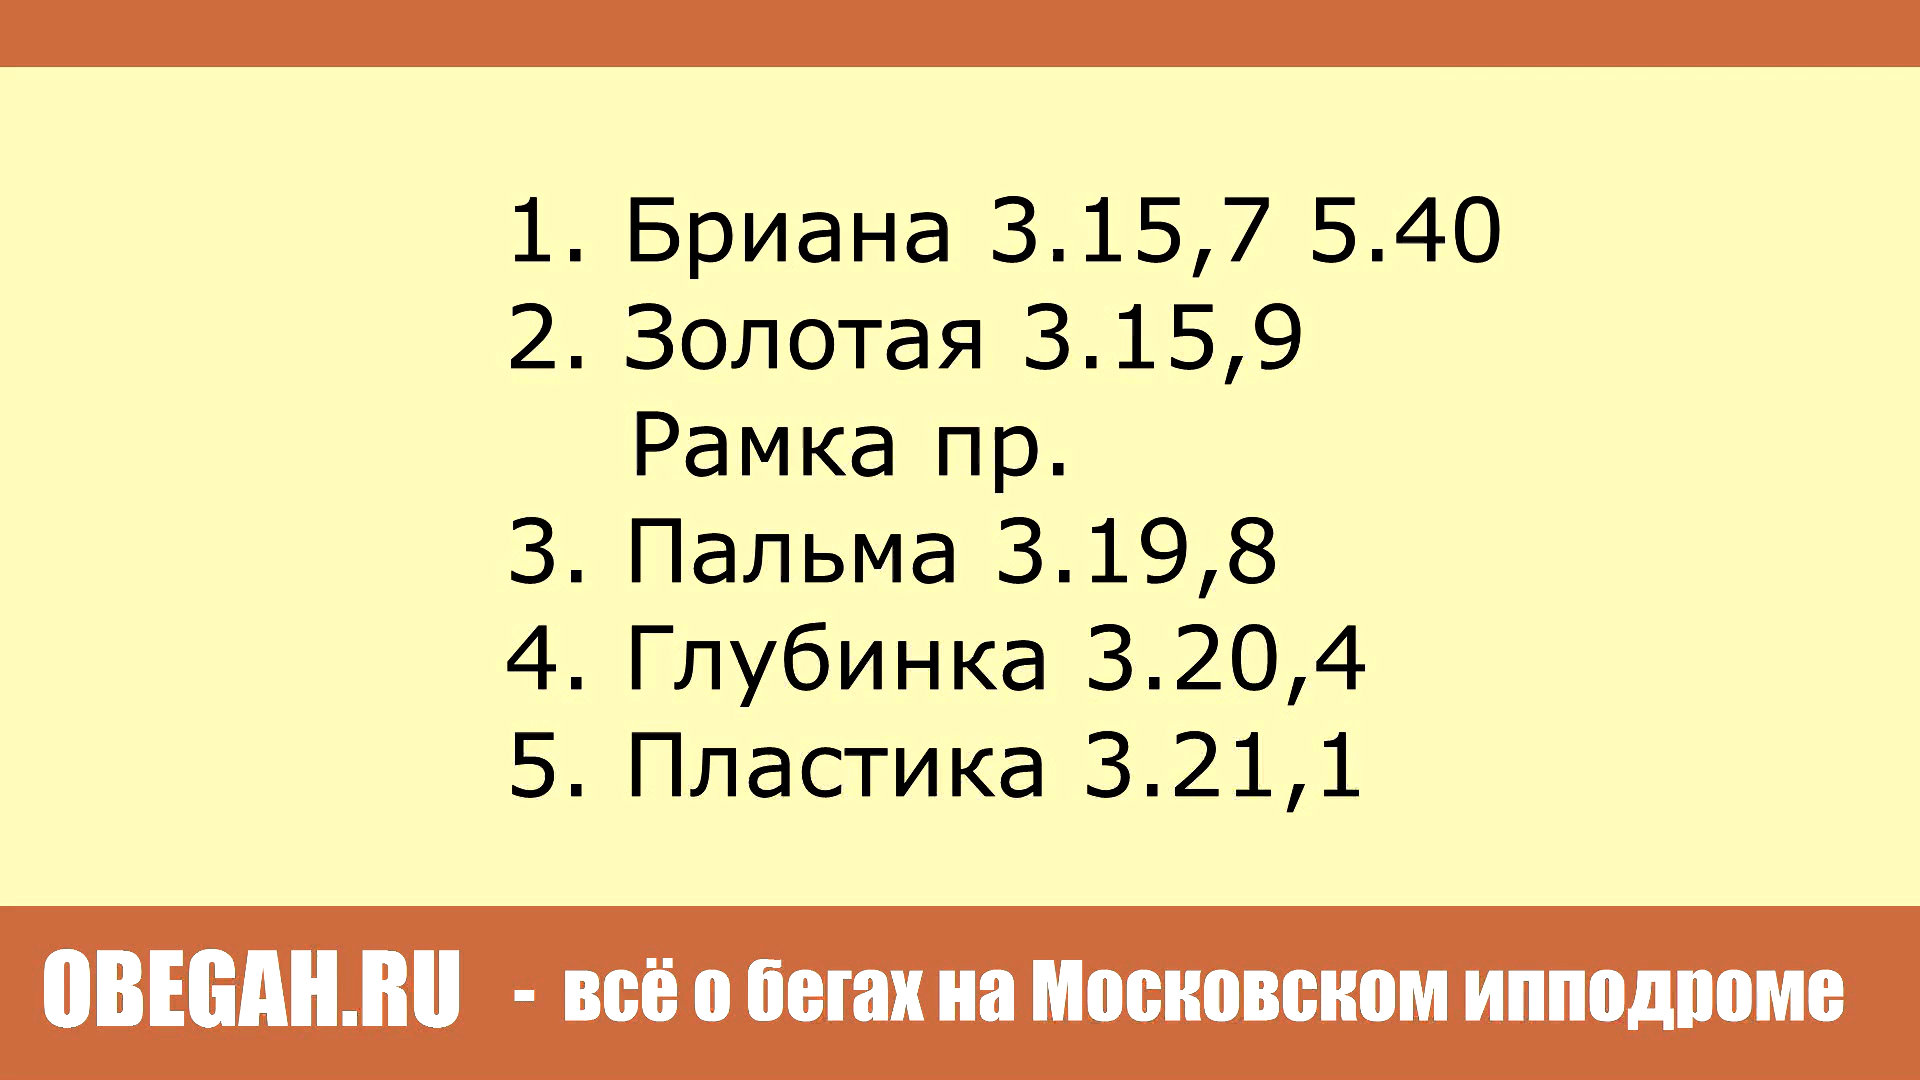 1. Бриана 3.15,7 5.40
2. Золотая 3.15,9
Рамка пр.
3. Пальма 3.19,8
4. Глубинка 3.20,4
5. Пластика 3.21,1
OBEGAH.RU - всё о бегах на Московском ипподроме